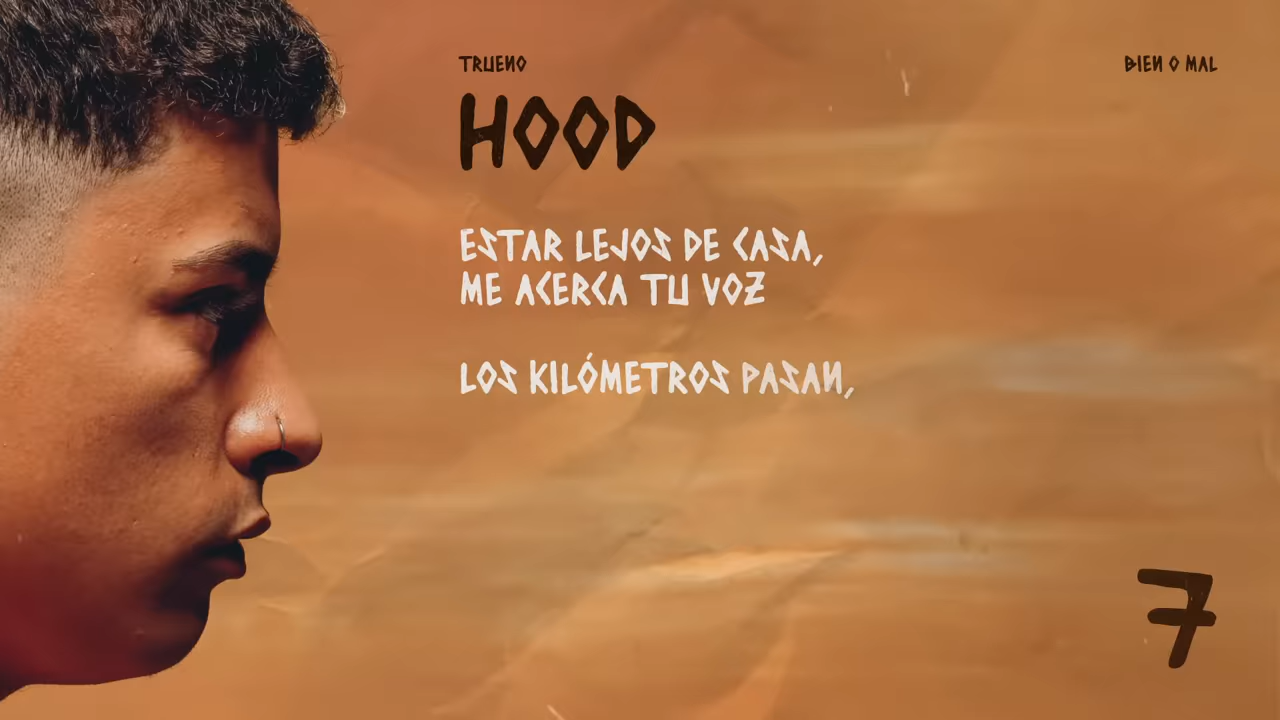 TRUENO
BIEN O MAL
HOOD
ESTAR LEJOS DE CASA,
ME ACERCA TU VOZ
LOS KILÓMETROS PASAN,
7